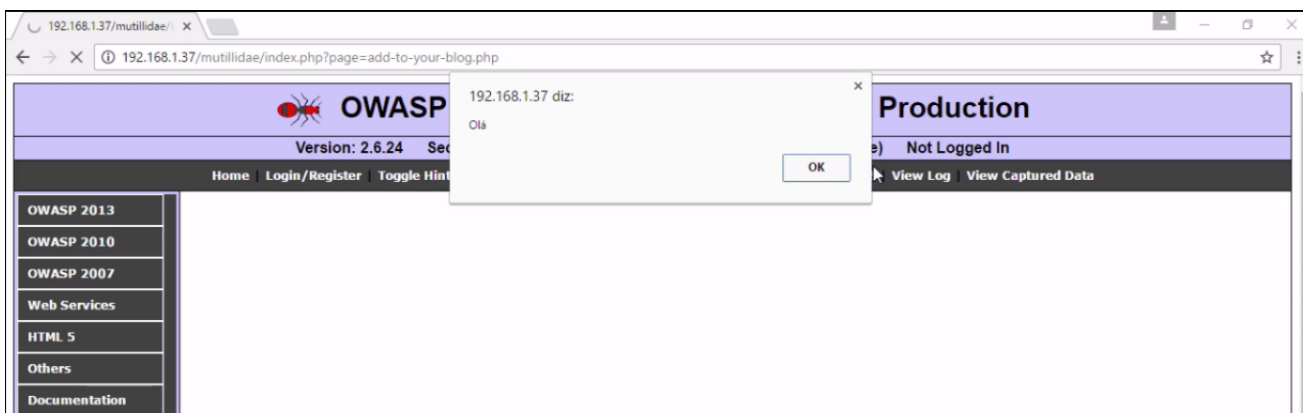 192.168.1.37/mutillidae/
192.168.1.37/mutillidae/index.php?page=add-to-your-blog.php
192.168.1.37 diz:
Olá
OK
OWASP Production
Version: 2.6.24 Not Logged In
Home Login/Register Toggle View Log View Captured Data
OWASP 2013
OWASP 2010
OWASP 2007
Web Services
HTML 5
Others
Documentation